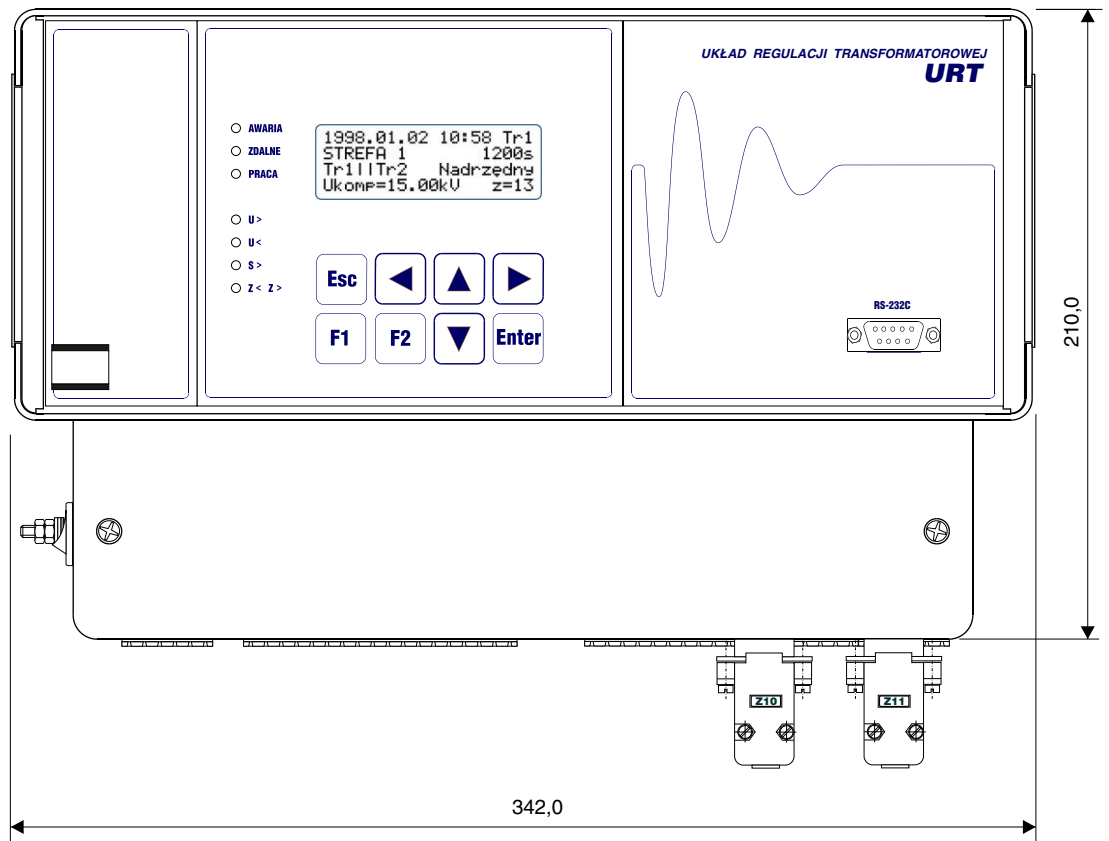 UKŁAD REGULACJI TRANSFORMATOROWEJ
URT
AWARIA
ZDALNE
PRACA
U >
U <
S >
Z < Z >
1998.01.02 10:58 Tr1
STREFA 1 1200s
Tr1||Tr2 Nadrzędny
Ukomp=15.00kV z=13
Esc
F1
F2
Enter
RS-232C
210,0
Z10
Z11
342,0